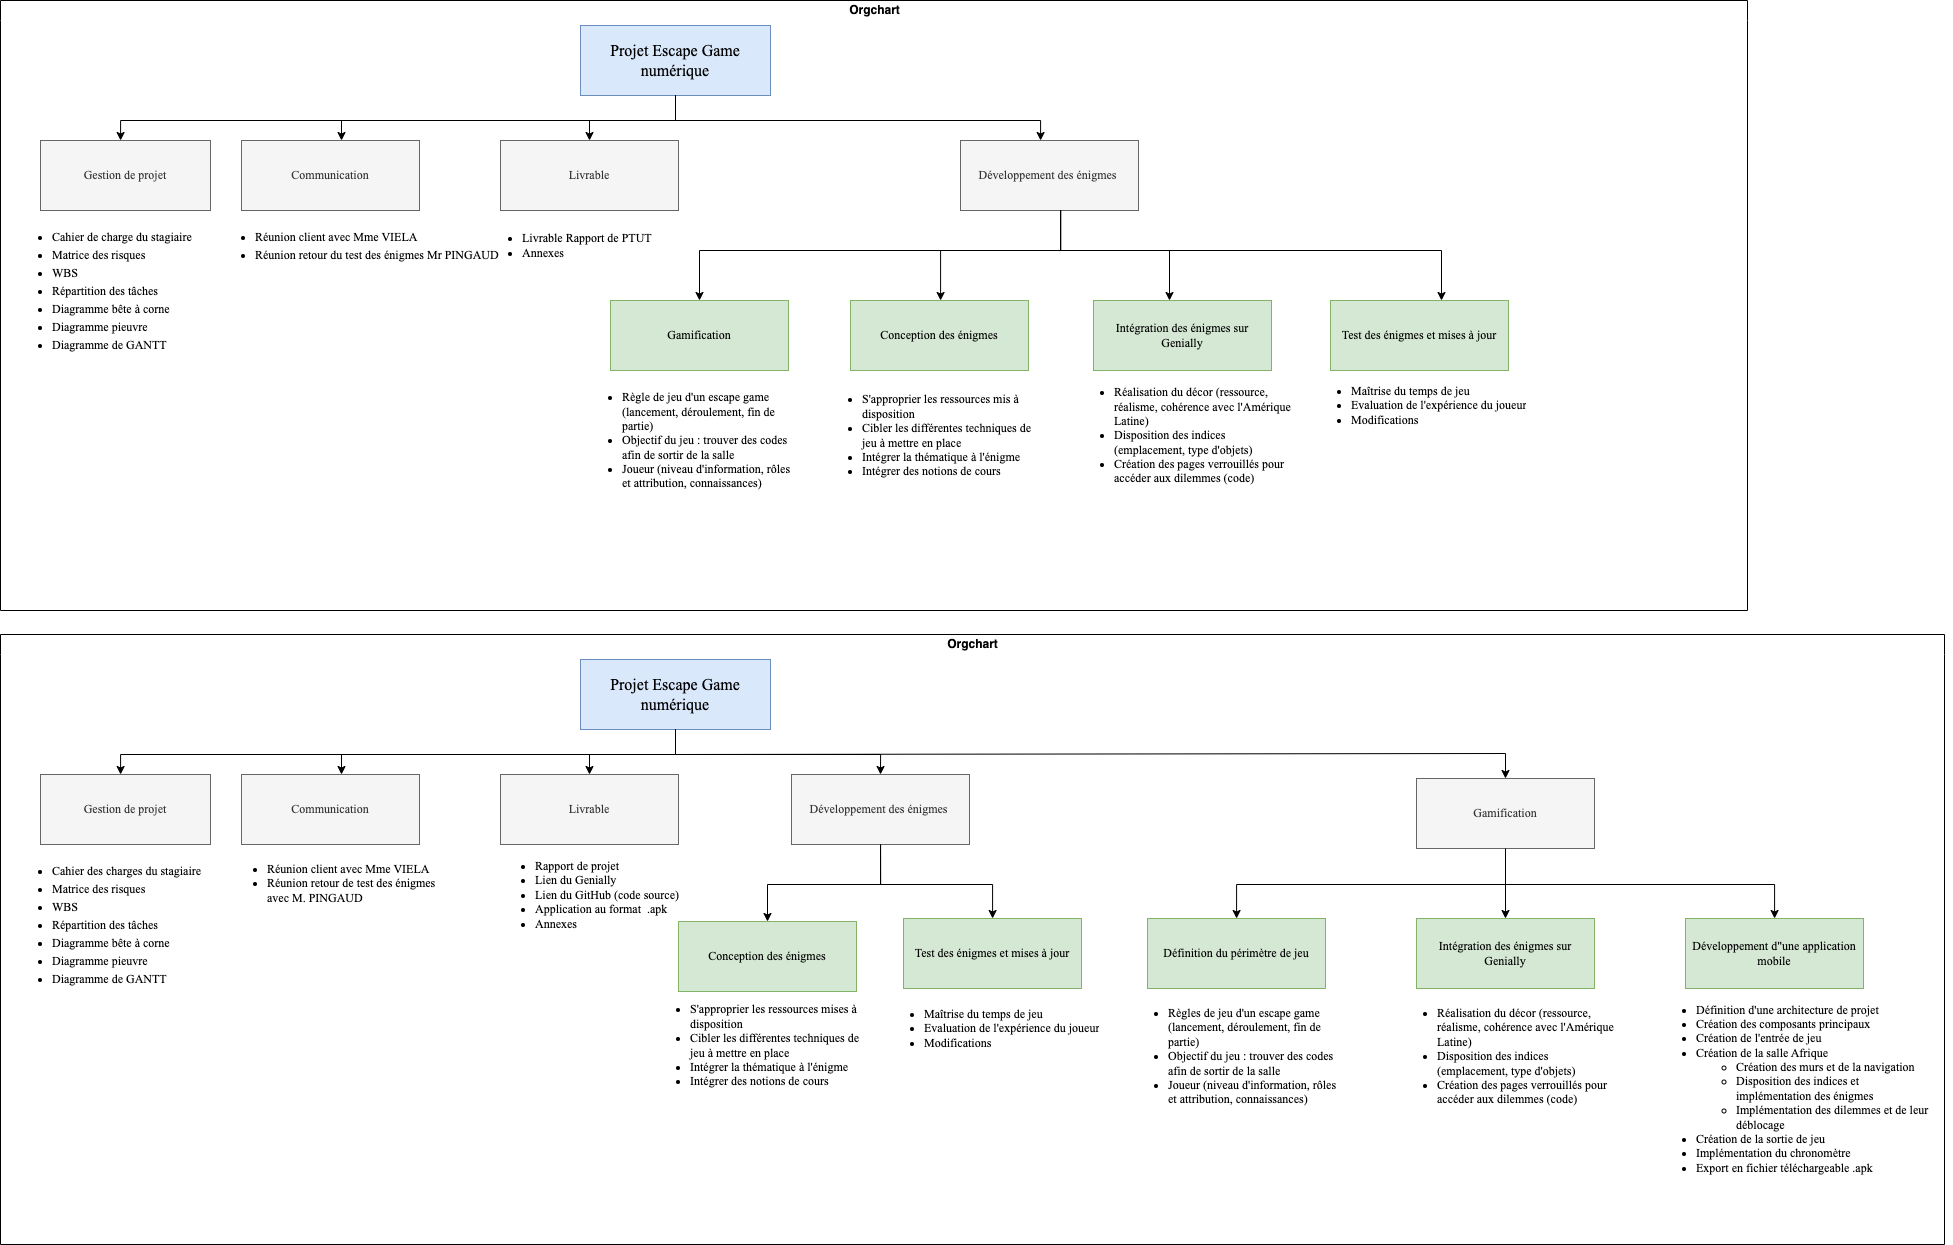 Orgchart
Projet Escape Game
numérique
Gestion de projet
Communication
Livrable
Développement des énigmes
Cahier de charge du stagiaire
Matrice des risques
WBS
Répartition des tâches
Diagramme bête à corne
Diagramme pieuvre
Diagramme de GANTT
Réunion client avec Mme VIELA
Réunion retour du test des énigmes Mr PINGAUD
Livrable Rapport de PTUT
Annexes
Gamification
Conception des énigmes
Intégration des énigmes sur
Genially
Test des énigmes et mises à jour
Règle de jeu d'un escape game
(lancement, déroulement, fin de
partie)
Objectif du jeu : trouver des codes
afin de sortir de la salle
Joueur (niveau d'information, rôles
et attribution, connaissances)
S'approprier les ressources mis à
disposition
Cibler les différentes techniques de
jeu à mettre en place
Intégrer la thématique à l'énigme
Intégrer des notions de cours
Réalisation du décor (ressource,
réalisme, cohérence avec l'Amérique
Latine)
Disposition des indices
(emplacement, type d'objets)
Création des pages verrouillés pour
accéder aux dilemmes (code)
Maîtrise du temps de jeu
Evaluation de l'expérience du joueur
Modifications
Orgchart
Projet Escape Game
numérique
Gestion de projet
Communication
Livrable
Développement des énigmes
Gamification
Cahier des charges du stagiaire
Matrice des risques
WBS
Répartition des tâches
Diagramme bête à corne
Diagramme pieuvre
Diagramme de GANTT
Réunion client avec Mme VIELA
Réunion retour de test des énigmes
avec M. PINGAUD
Rapport de projet
Lien du Genially
Lien du GitHub (code source)
Application au format .apk
Annexes
Conception des énigmes
Test des énigmes et mises à jour
Définition du périmètre de jeu
Intégration des énigmes sur
Genially
Développement d"une application
mobile
S'approprier les ressources mises à
disposition
Cibler les différentes techniques de
jeu à mettre en place
Intégrer la thématique à l'énigme
Intégrer des notions de cours
Maîtrise du temps de jeu
Evaluation de l'expérience du joueur
Modifications
Règles de jeu d'un escape game
(lancement, déroulement, fin de
partie)
Objectif du jeu : trouver des codes
afin de sortir de la salle
Joueur (niveau d'information, rôles
et attribution, connaissances)
Réalisation du décor (ressource,
réalisme, cohérence avec l'Amérique
Latine)
Disposition des indices
(emplacement, type d'objets)
Création des pages verrouillés pour
accéder aux dilemmes (code)
Définition d'une architecture de projet
Création des composants principaux
Création de l'entrée de jeu
Création de la salle Afrique
Création des murs et de la navigation
Disposition des indices et
implémentation des énigmes
Implémentation des dilemmes et de leur
déblocage
Création de la sortie de jeu
Implémentation du chronomètre
Export en fichier téléchargeable .apk